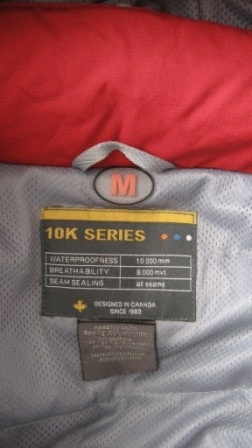 M
10K SERIES
WATERPROOFNESS 10.000 mm
BREATHABILITY 8.000 mvt
SEAM SEALING all seams
DESIGNED IN CANADA
SINCE 1989